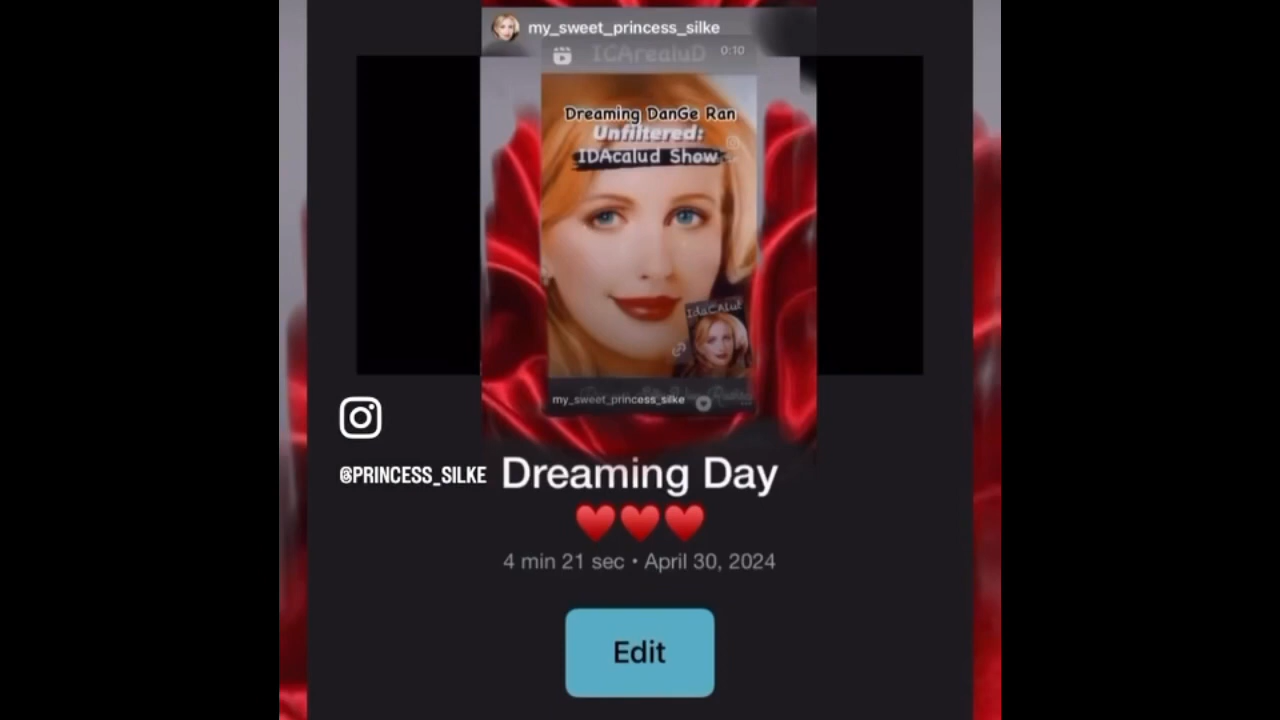 my_sweet_princess_silke
ICArealuD
0:10
Dreaming DanGe Ran
Unfiltered:
IDAcalud Show
IdaCAlut
my_sweet_princess_silke
@PRINCESS_SILKE
Dreaming Day
♥️♥️♥️
4 min 21 sec • April 30, 2024
Edit